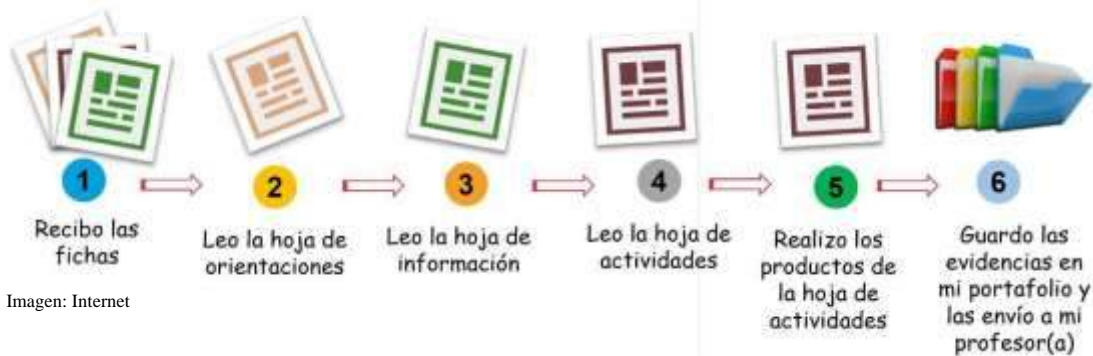 1
Recibo las
fichas
2
Leo la hoja de
orientaciones
3
Leo la hoja de
información
4
Leo la hoja de
actividades
5
Realizo los
productos de
la hoja de
actividades
6
Guardo las
evidencias en
mi portafolio y
las envío a mi
profesor(a)
Imagen: Internet